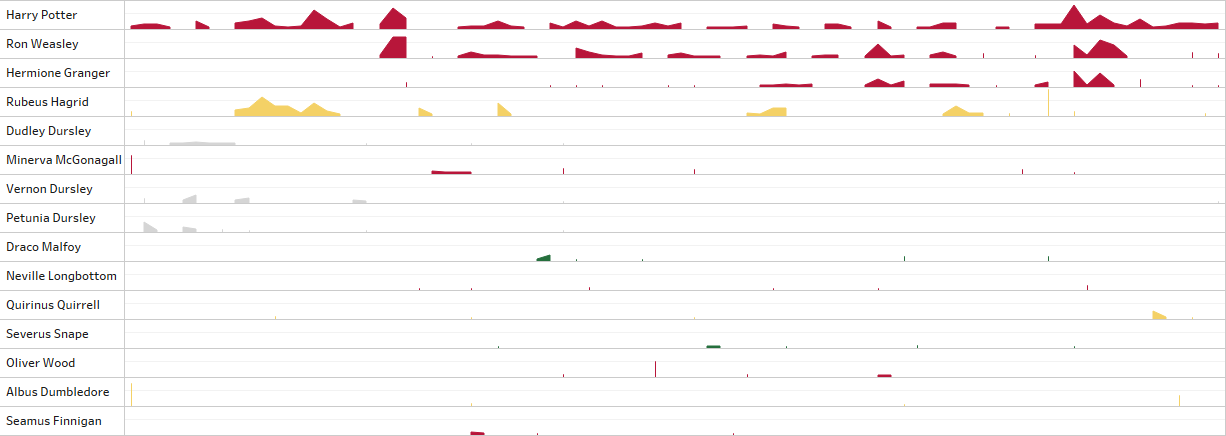 Harry Potter
Ron Weasley
Hermione Granger
Rubeus Hagrid
Dudley Dursley
Minerva McGonagall
Vernon Dursley
Petunia Dursley
Draco Malfoy
Neville Longbottom
Quirinus Quirrell
Severus Snape
Oliver Wood
Albus Dumbledore
Seamus Finnigan